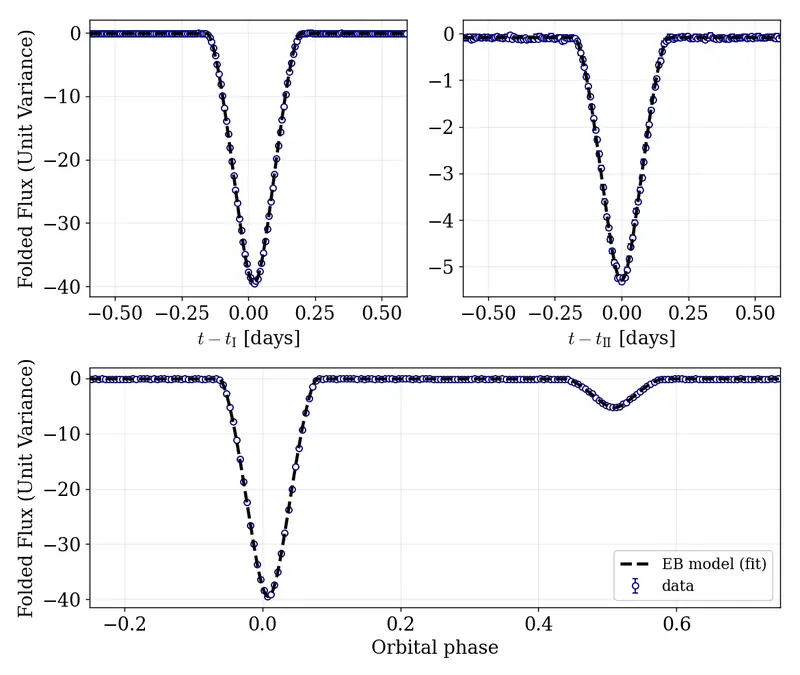 Folded Flux (Unit Variance)
0
−10
−20
−30
−40
−0.50 −0.25 0.00 0.25 0.50
t − tI [days]
0
−1
−2
−3
−4
−5
−0.50 −0.25 0.00 0.25 0.50
t − tII [days]
Folded Flux (Unit Variance)
0
−10
−20
−30
−40
−0.2 0.0 0.2 0.4 0.6
Orbital phase
EB model (fit)
data